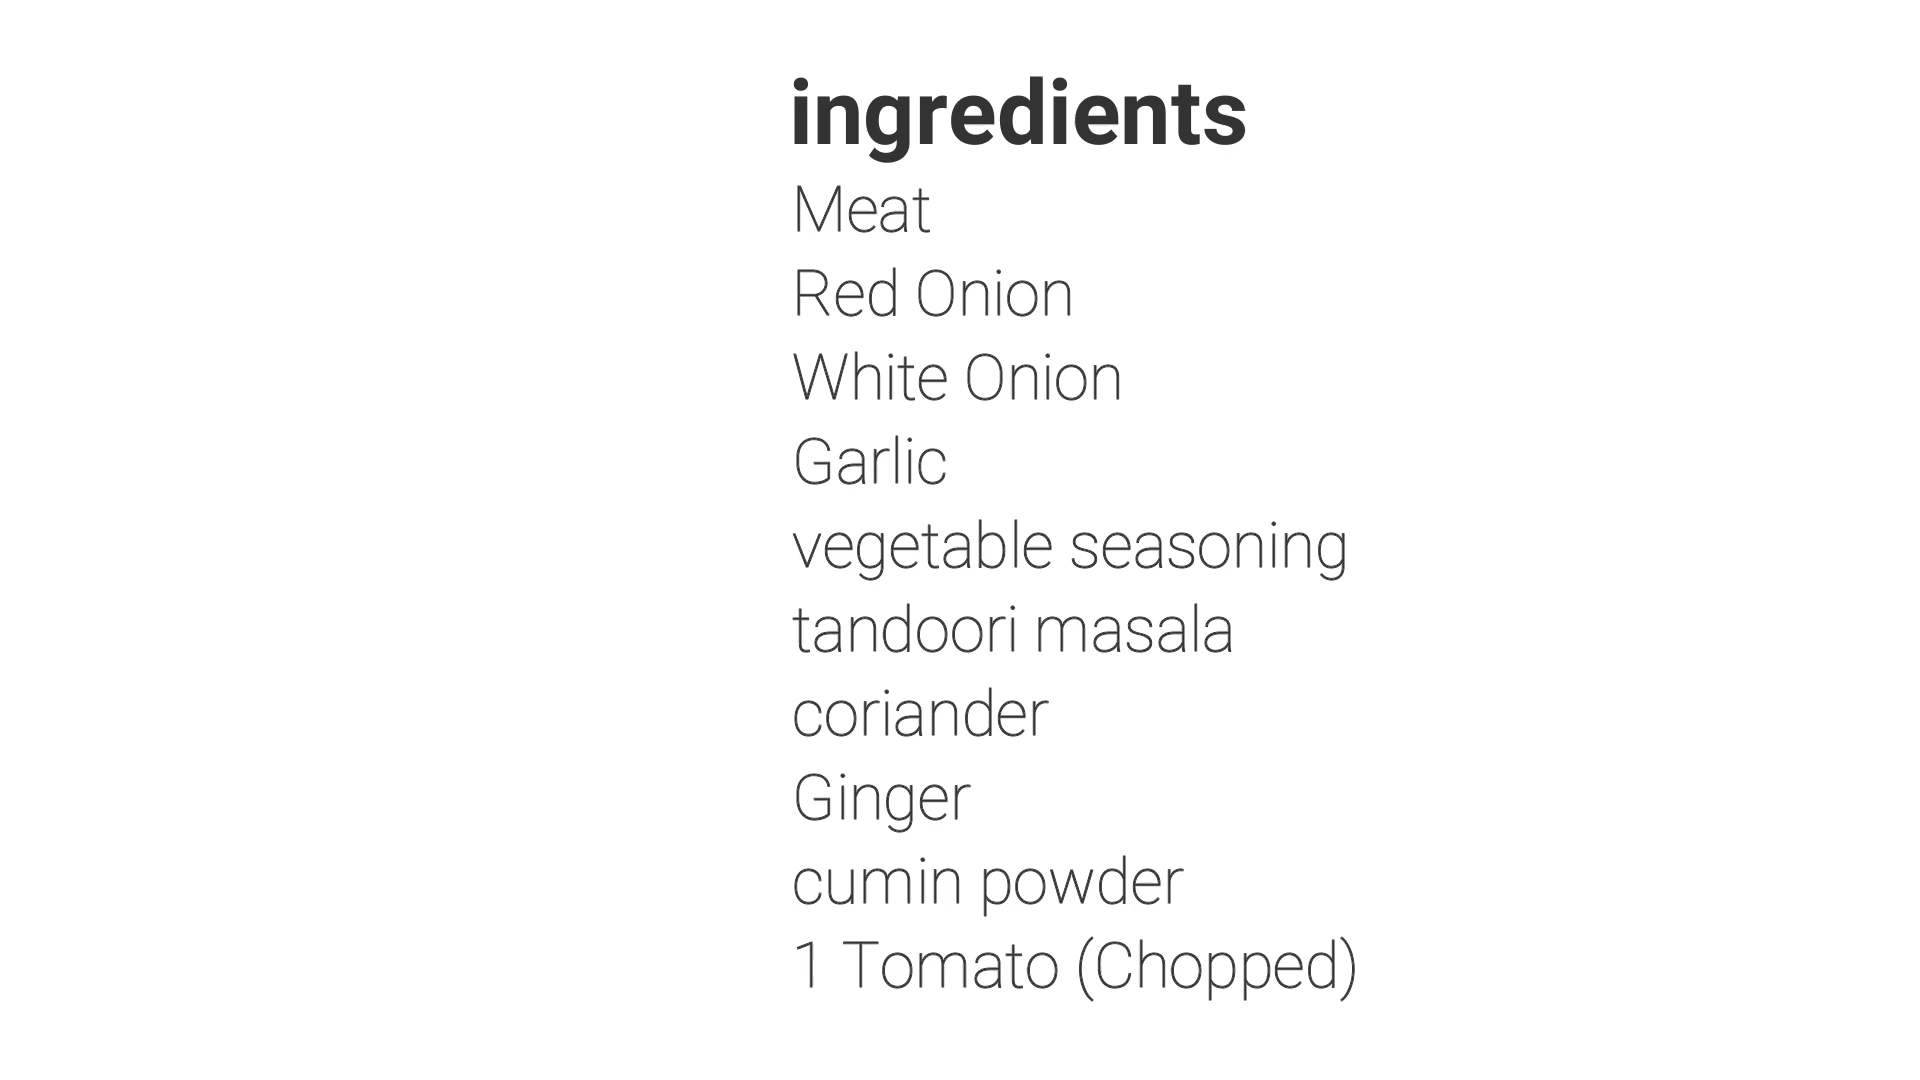 ingredients
Meat
Red Onion
White Onion
Garlic
vegetable seasoning
tandoori masala
coriander
Ginger
cumin powder
1 Tomato (Chopped)